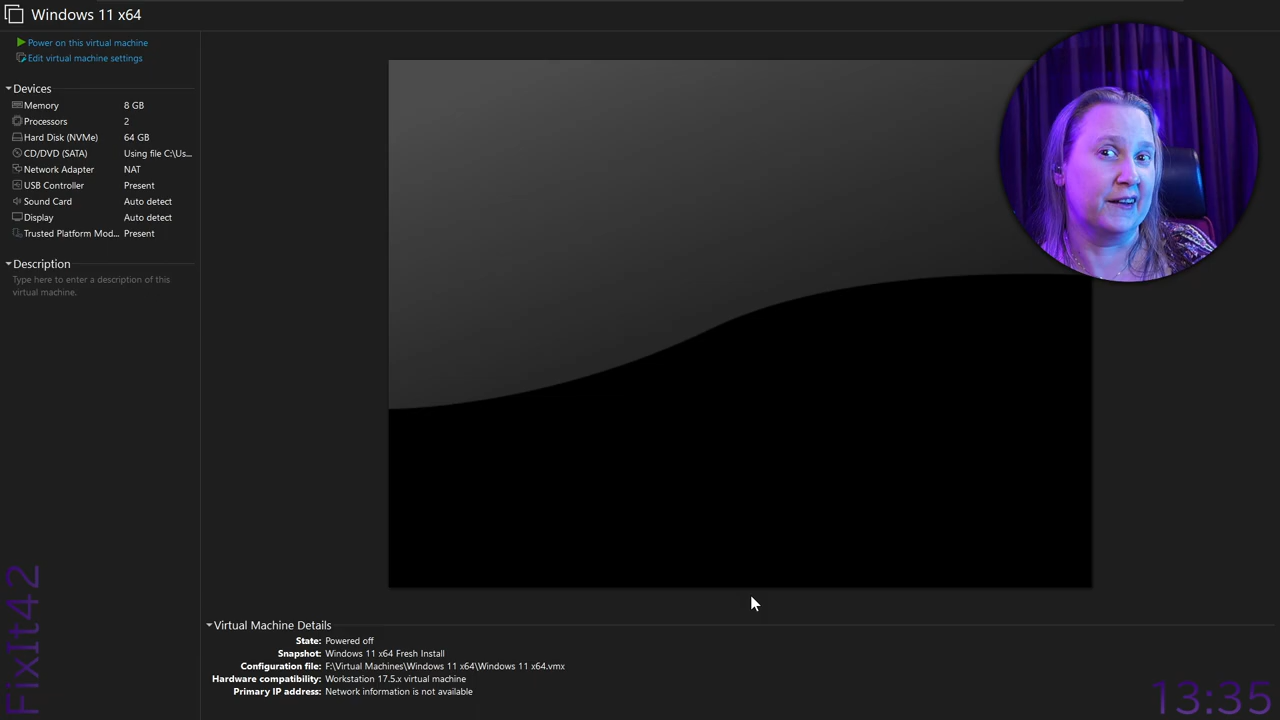 Windows 11 x64
Power on this virtual machine
Edit virtual machine settings
Devices
Memory 8 GB
Processors 2
Hard Disk (NVMe) 64 GB
CD/DVD (SATA) Using file C:\Us...
Network Adapter NAT
USB Controller Present
Sound Card Auto detect
Display Auto detect
Trusted Platform Mod... Present
Description
Type here to enter a description of this
virtual machine.
Virtual Machine Details
State: Powered off
Snapshot: Windows 11 x64 Fresh Install
Configuration file: F:\Virtual Machines\Windows 11 x64\Windows 11 x64.vmx
Hardware compatibility: Workstation 17.5.x virtual machine
Primary IP address: Network information is not available
FixIt42
13:35